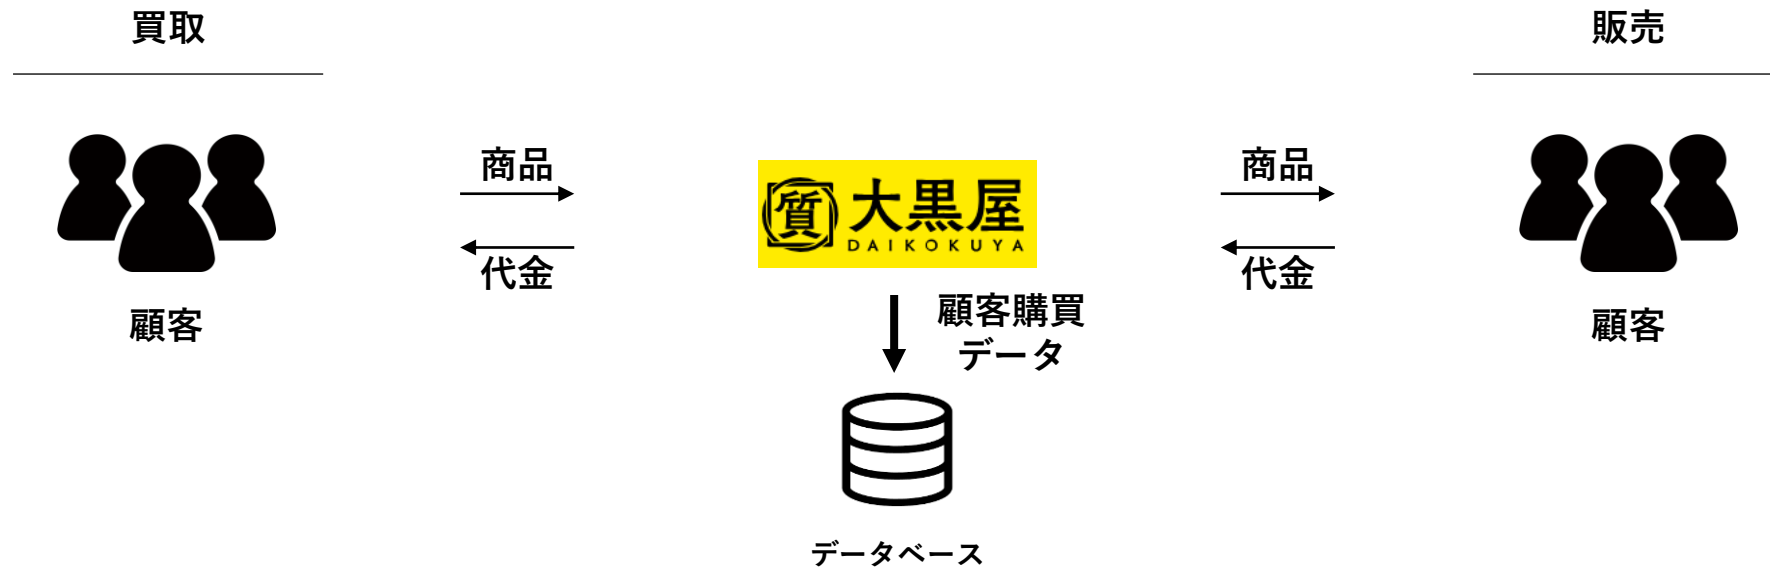 買取
販売
商品
代金
顧客
質 大黒屋
DAIKOKUYA
顧客購買
データ
データベース
商品
代金
顧客